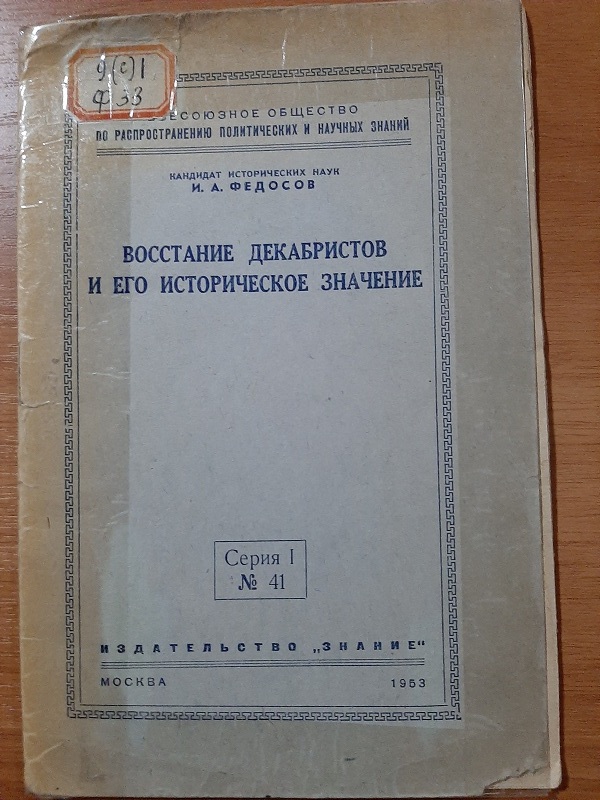 9(с)1
Ф33
ВСЕСОЮЗНОЕ ОБЩЕСТВО
ПО РАСПРОСТРАНЕНИЮ ПОЛИТИЧЕСКИХ И НАУЧНЫХ ЗНАНИЙ
КАНДИДАТ ИСТОРИЧЕСКИХ НАУК
И. А. ФЕДОСОВ
ВОССТАНИЕ ДЕКАБРИСТОВ
И ЕГО ИСТОРИЧЕСКОЕ ЗНАЧЕНИЕ
Серия I
№ 41
ИЗДАТЕЛЬСТВО „ЗНАНИЕ“
МОСКВА 1953